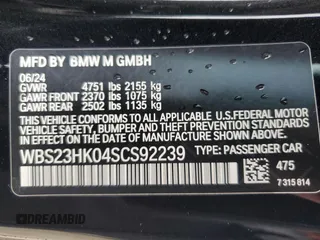 MFD BY BMW M GMBH
06/24
GVWR 4751 lbs 2155 kg
GAWR FRONT 2370 lbs 1075 kg
GAWR REAR 2502 lbs 1135 kg
THIS VEHICLE CONFORMS TO ALL APPLICABLE U.S.FEDERAL MOTOR
VEHICLE SAFETY, BUMPER, AND THEFT PREVENTION STANDARDS IN
EFFECT ON THE DATE OF MANUFACTURE SHOWN ABOVE.
WBS23HK04SCS92239 TYPE: PASSENGER CAR
475
7 315 814
DREAMBID